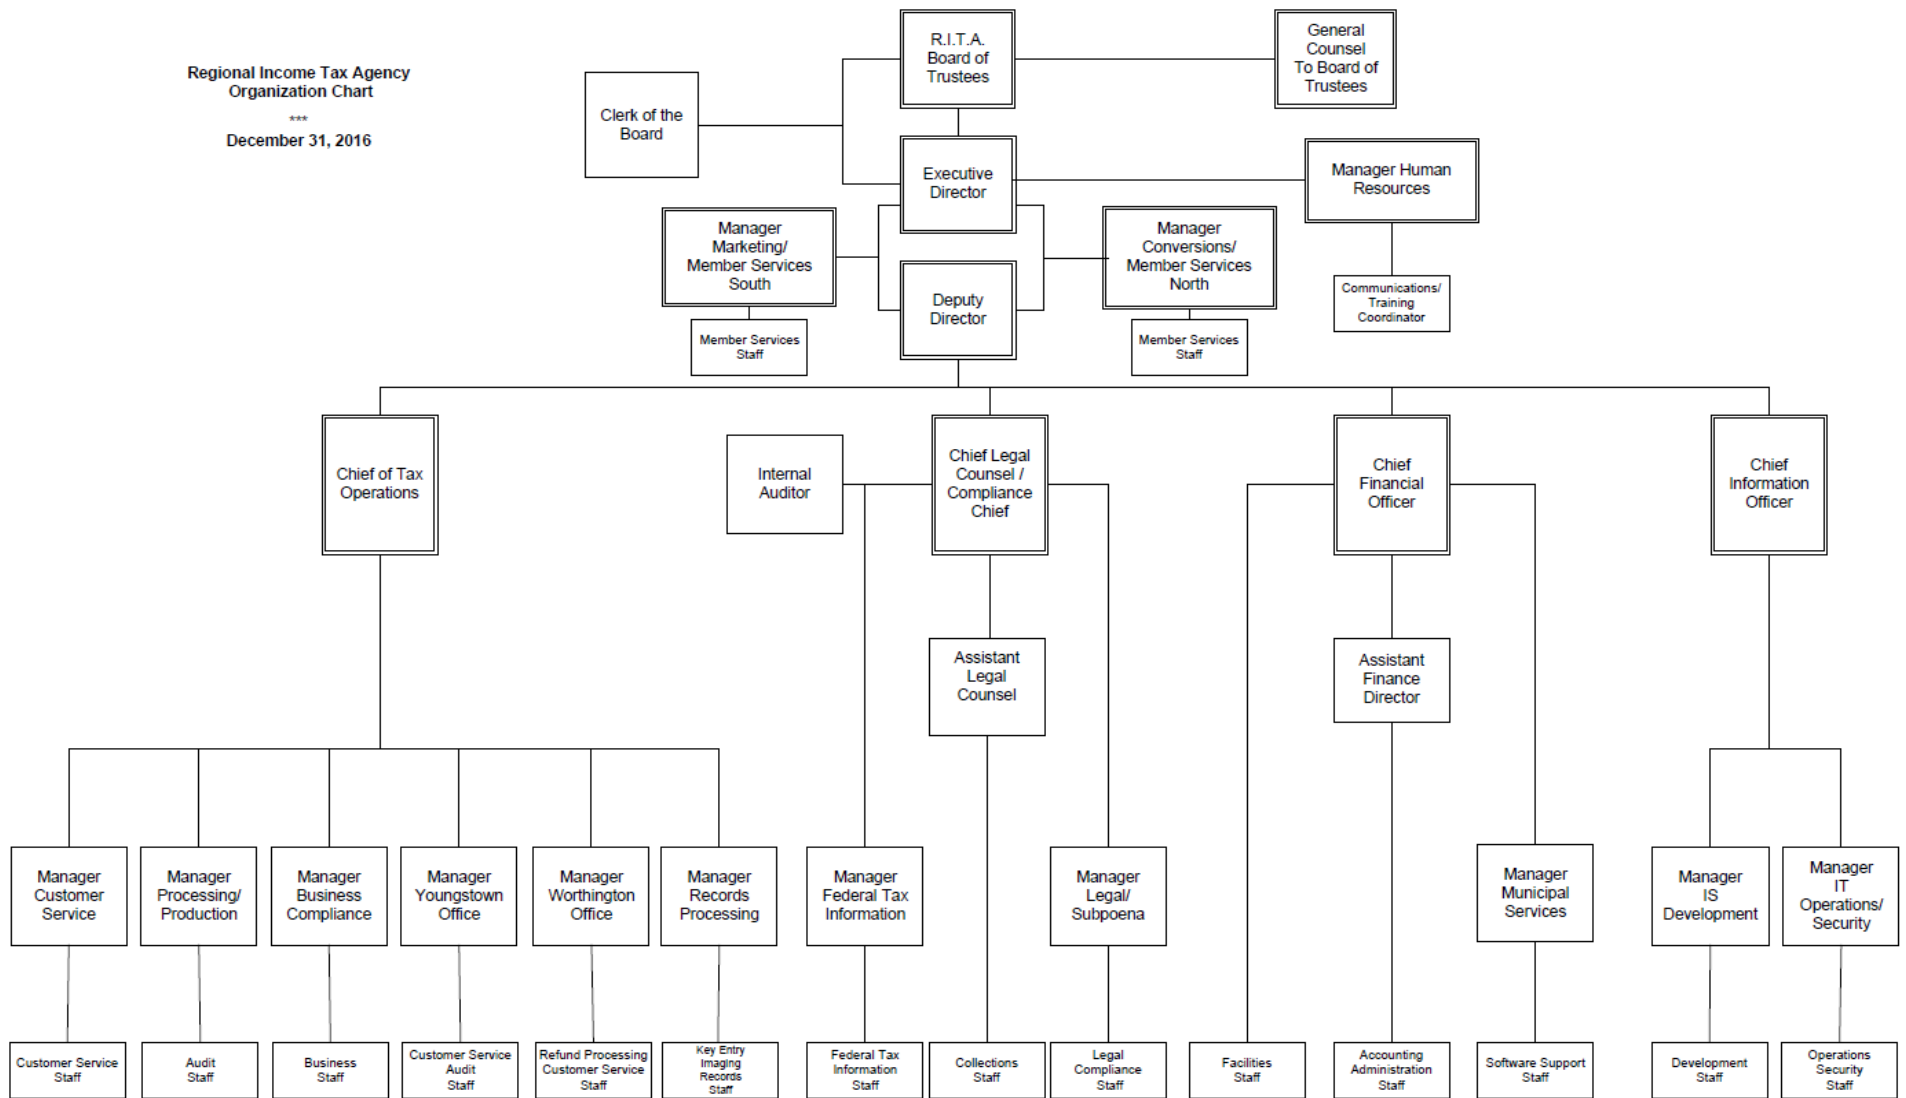 Regional Income Tax Agency
Organization Chart
***
December 31, 2016
R.I.T.A.
Board of
Trustees
General
Counsel
To Board of
Trustees
Clerk of the
Board
Executive
Director
Manager Human
Resources
Manager
Marketing/
Member Services
South
Manager
Conversions/
Member Services
North
Deputy
Director
Communications/
Training
Coordinator
Member Services
Staff
Member Services
Staff
Chief of Tax
Operations
Internal
Auditor
Chief Legal
Counsel /
Compliance
Chief
Chief
Financial
Officer
Chief
Information
Officer
Assistant
Legal
Counsel
Assistant
Finance
Director
Manager
Customer
Service
Manager
Processing/
Production
Manager
Business
Compliance
Manager
Youngstown
Office
Manager
Worthington
Office
Manager
Records
Processing
Manager
Federal Tax
Information
Manager
Legal/
Subpoena
Manager
Municipal
Services
Manager
IS
Development
Manager
IT
Operations/
Security
Customer Service
Staff
Audit
Staff
Business
Staff
Customer Service
Audit
Staff
Refund Processing
Customer Service
Staff
Key Entry
Imaging
Records
Staff
Federal Tax
Information
Staff
Collections
Staff
Legal
Compliance
Staff
Facilities
Staff
Accounting
Administration
Staff
Software Support
Staff
Development
Staff
Operations
Security
Staff